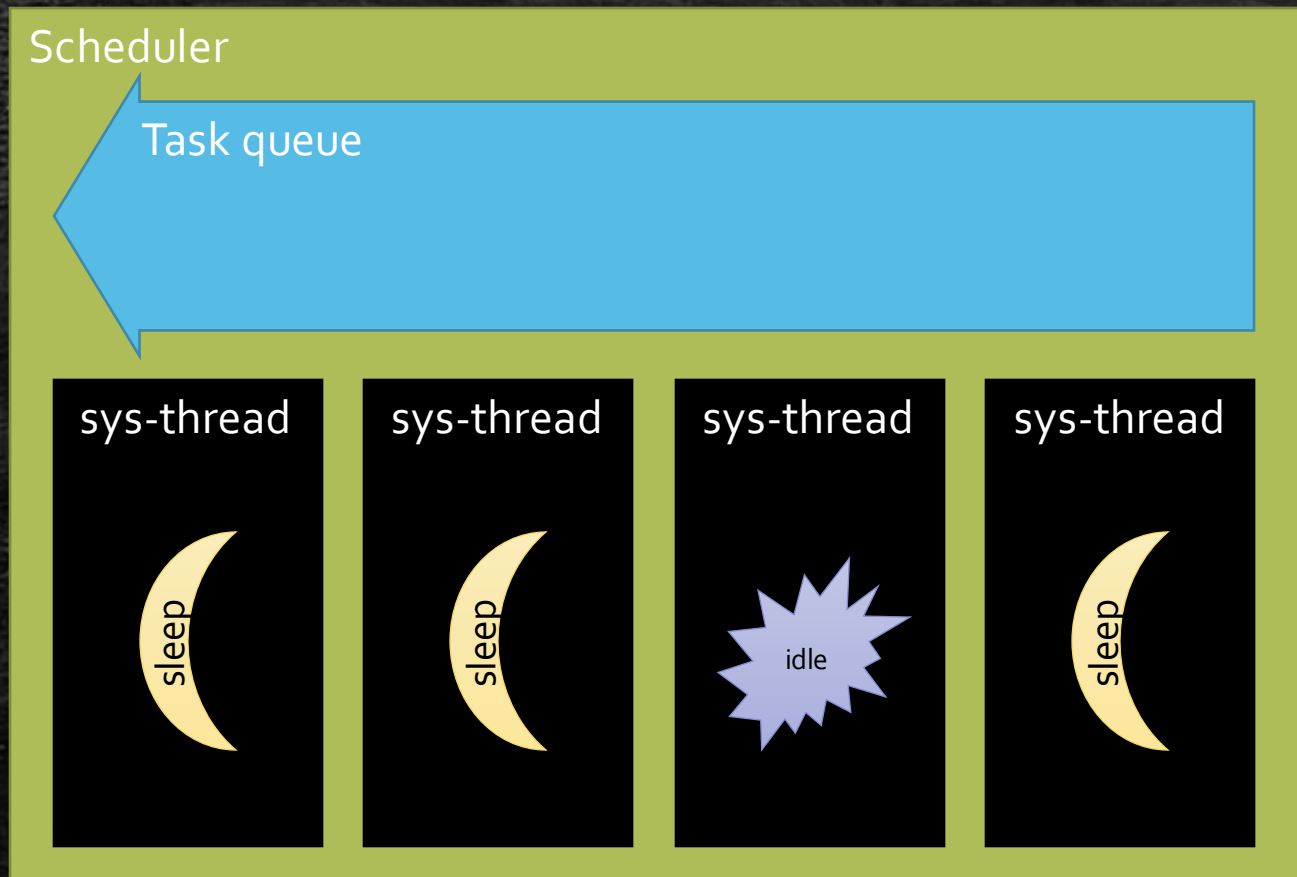 Scheduler
Task queue
sys-thread
sys-thread
sys-thread
sys-thread
sleep
sleep
idle
sleep